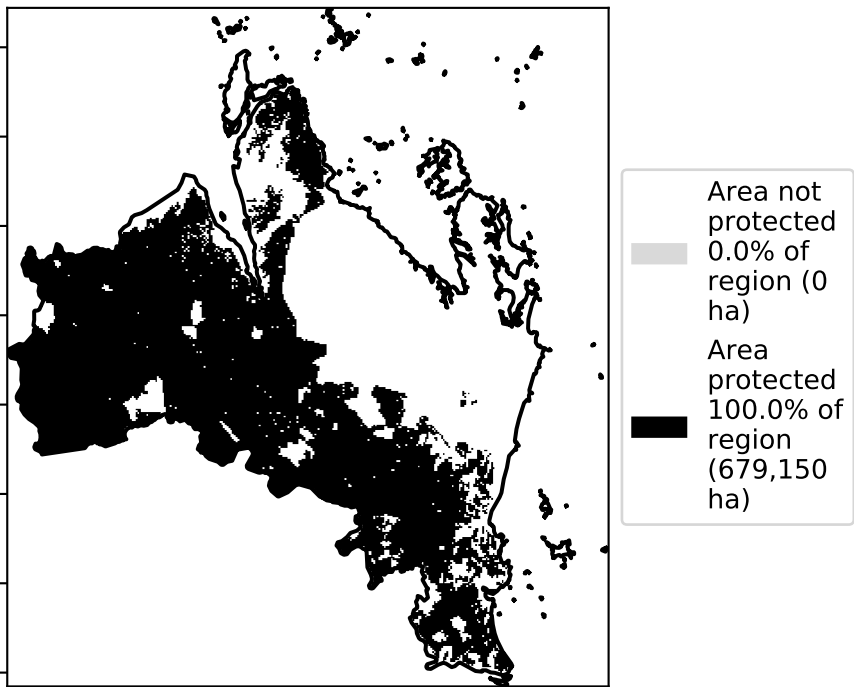 Area not
protected
0.0% of
region (0
ha)
Area
protected
100.0% of
region
(679,150
ha)